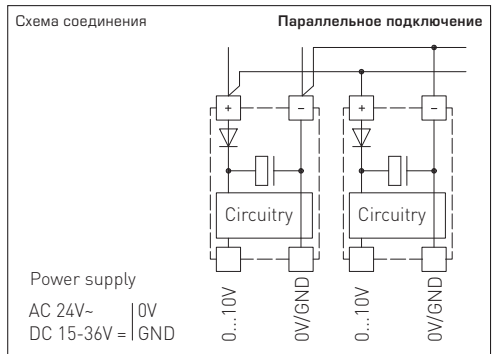 Схема соединения
Параллельное подключение
+ – + –
Circuitry Circuitry
Power supply
AC 24V~ 0V
DC 15-36V = GND
0...10V
0V/GND
0...10V
0V/GND